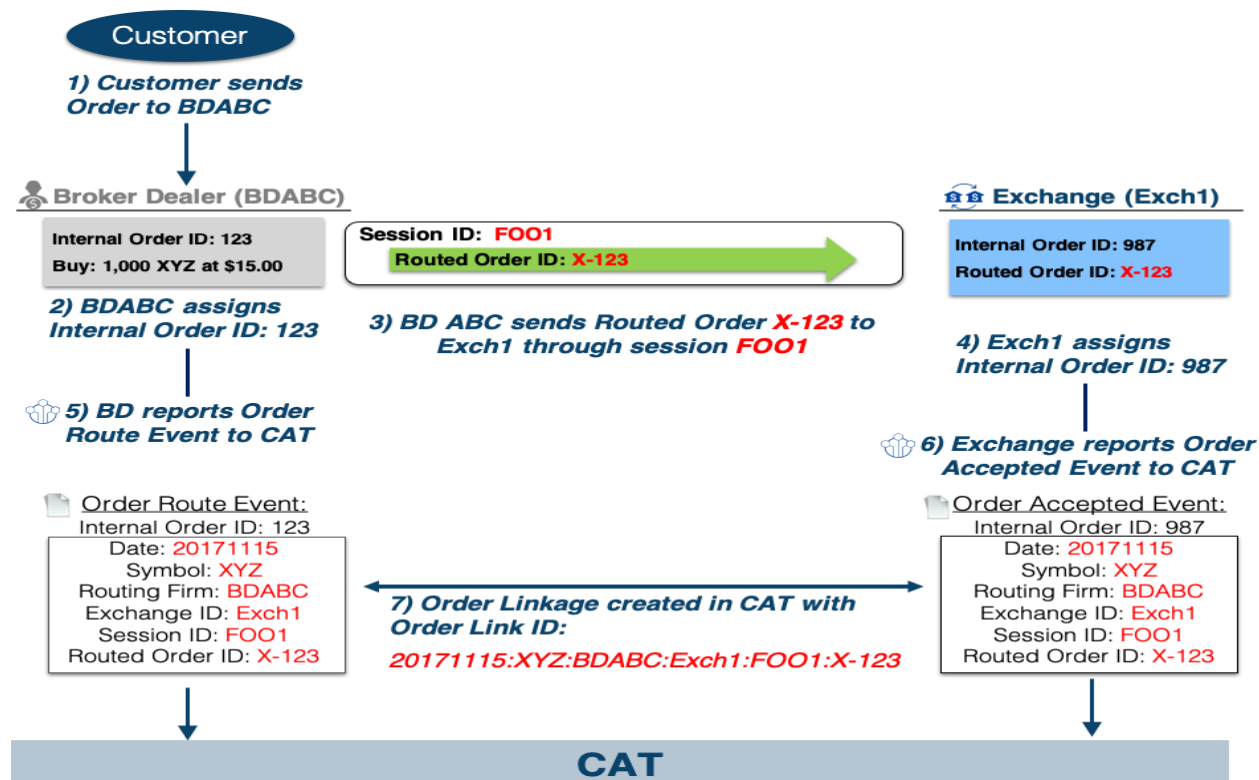 Customer
1) Customer sends
Order to BDABC
Broker Dealer (BDABC)
Internal Order ID: 123
Buy: 1,000 XYZ at $15.00
2) BDABC assigns
Internal Order ID: 123
Session ID: FOO1
Routed Order ID: X-123
3) BD ABC sends Routed Order X-123 to
Exch1 through session FOO1
Exchange (Exch1)
Internal Order ID: 987
Routed Order ID: X-123
4) Exch1 assigns
Internal Order ID: 987
5) BD reports Order
Route Event to CAT
6) Exchange reports Order
Accepted Event to CAT
Order Route Event:
Internal Order ID: 123
Date: 20171115
Symbol: XYZ
Routing Firm: BDABC
Exchange ID: Exch1
Session ID: FOO1
Routed Order ID: X-123
7) Order Linkage created in CAT with
Order Link ID:
20171115:XYZ:BDABC:Exch1:FOO1:X-123
Order Accepted Event:
Internal Order ID: 987
Date: 20171115
Symbol: XYZ
Routing Firm: BDABC
Exchange ID: Exch1
Session ID: FOO1
Routed Order ID: X-123
CAT